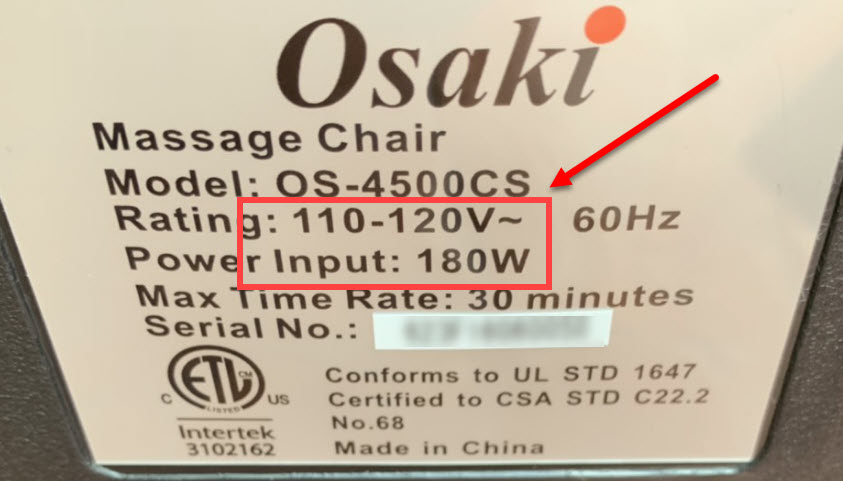 Osaki
Massage Chair
Model: OS-4500CS
Rating: 110-120V~ 60Hz
Power Input: 180W
Max Time Rate: 30 minutes
Serial No.:
ETL CM
LISTED
C US
Intertek
3102162
Conforms to UL STD 1647
Certified to CSA STD C22.2
No.68
Made in China